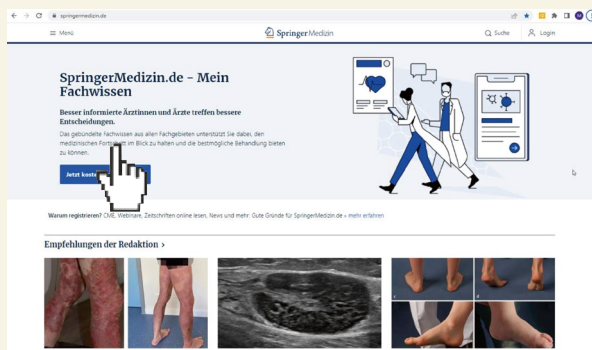 springermedizin.de
Menü
Springer Medizin
Suche
Login
SpringerMedizin.de – Mein
Fachwissen
Besser informierte Ärztinnen und Ärzte treffen bessere
Entscheidungen.
Das gebündelte Fachwissen aus allen Fachgebieten unterstützt Sie dabei, den
medizinischen im Blick zu halten und die bestmögliche Behandlung bieten
zu können.
Jetzt
Warum registrieren? CME, Webinare, Zeitschriften online lesen, News und mehr: Gute Gründe für SpringerMedizin.de » mehr erfahren
Empfehlungen der Redaktion ›
1
2